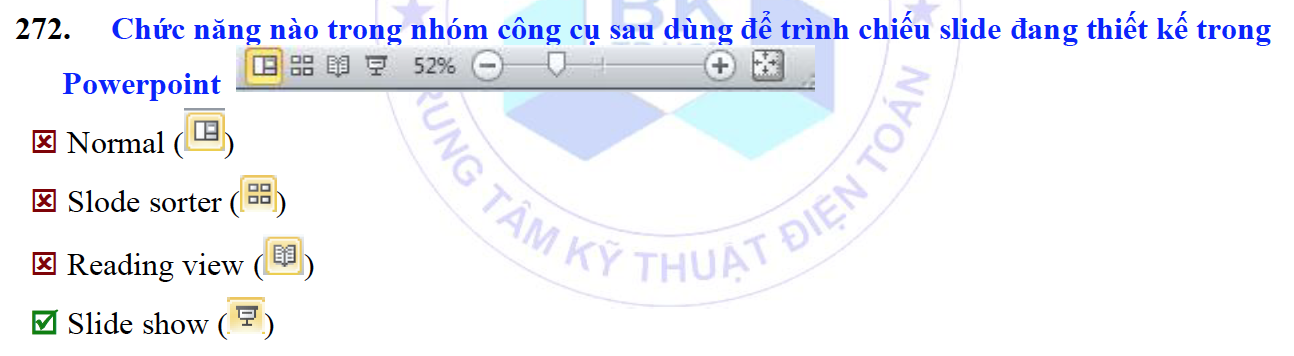 272. Chức năng nào trong nhóm công cụ sau dùng để trình chiếu slide đang thiết kế trong
Powerpoint 52%
Normal ()
Slode sorter ()
Reading view ()
Slide show ()
BK
TRUNG TÂM KỸ THUẬT ĐIỆN TOÁN